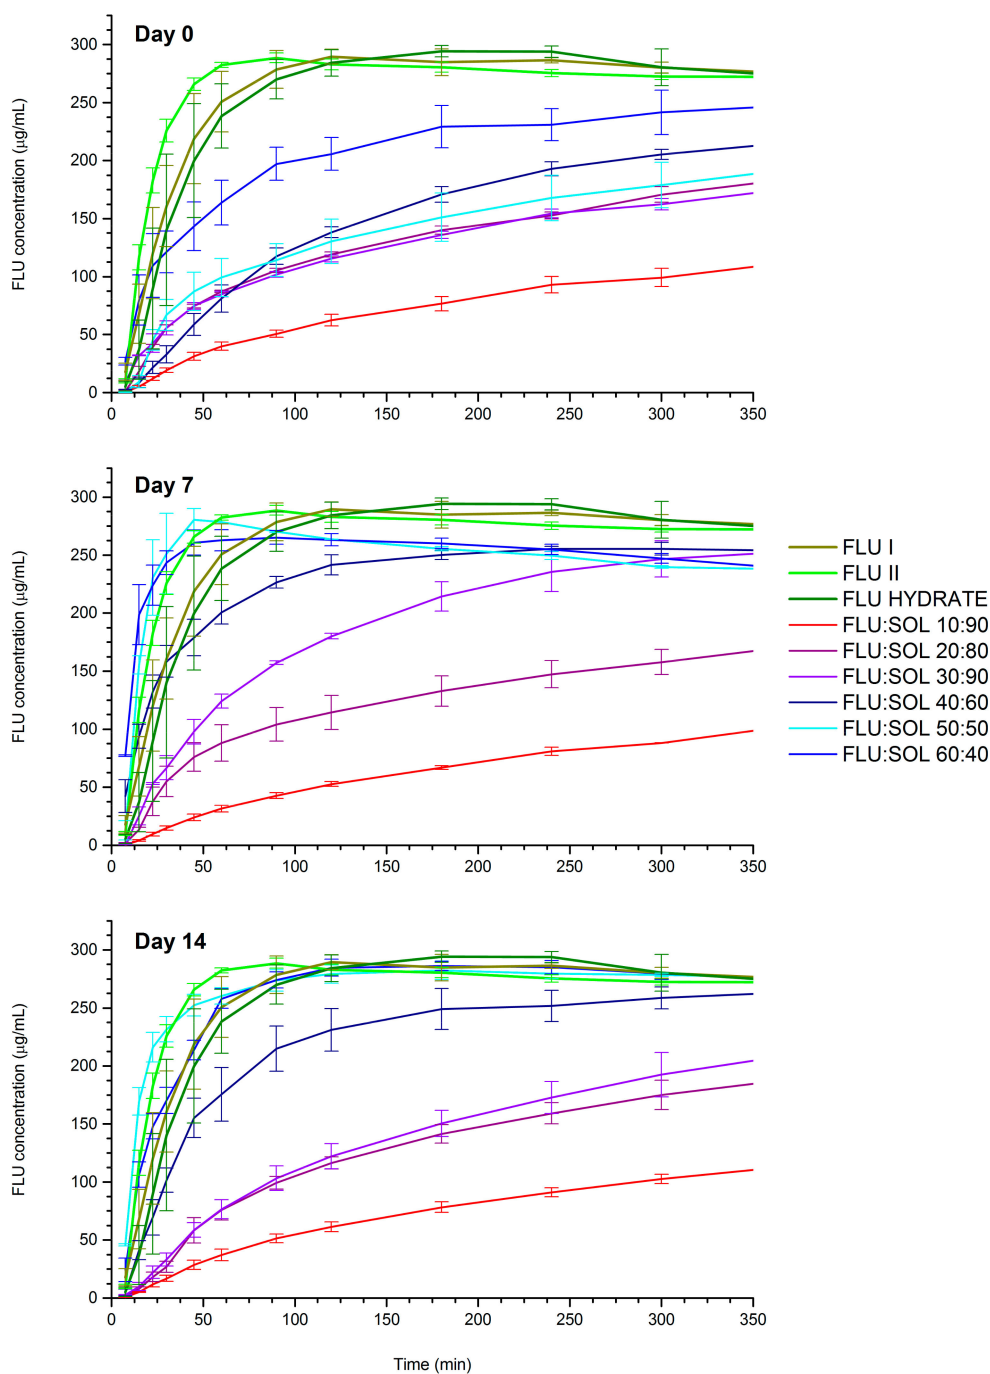 Day 0
FLU concentration (µg/mL)
300
250
200
150
100
50
0
0 50 100 150 200 250 300 350
Day 7
FLU concentration (µg/mL)
300
250
200
150
100
50
0
0 50 100 150 200 250 300 350
FLU I
FLU II
FLU HYDRATE
FLU:SOL 10:90
FLU:SOL 20:80
FLU:SOL 30:90
FLU:SOL 40:60
FLU:SOL 50:50
FLU:SOL 60:40
Day 14
FLU concentration (µg/mL)
300
250
200
150
100
50
0
0 50 100 150 200 250 300 350
Time (min)